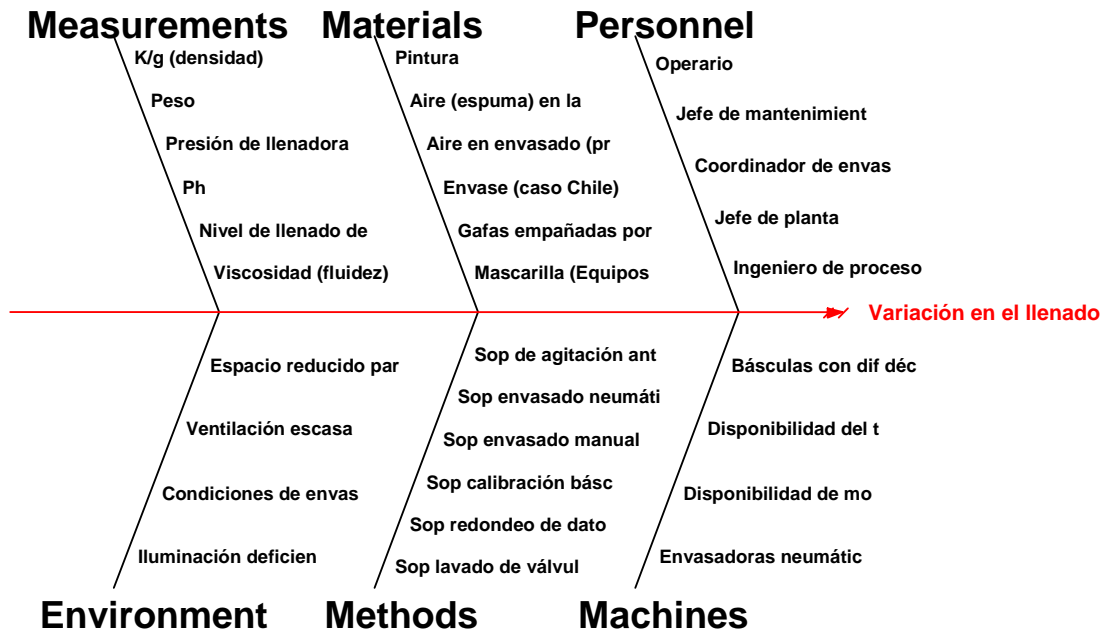 Measurements
Materials
Personnel
K/g (densidad)
Peso
Presión de llenadora
Ph
Nivel de llenado de
Viscosidad (fluidez)
Pintura
Aire (espuma) en la
Aire en envasado (pr
Envase (caso Chile)
Gafas empañadas por
Mascarilla (Equipos
Operario
Jefe de mantenimient
Coordinador de envas
Jefe de planta
Ingeniero de proceso
Variación en el llenado
Espacio reducido par
Ventilación escasa
Condiciones de envas
Iluminación deficien
Sop de agitación ant
Sop envasado neumáti
Sop envasado manual
Sop calibración básc
Sop redondeo de dato
Sop lavado de válvul
Básculas con dif déc
Disponibilidad del t
Disponibilidad de mo
Envasadoras neumátic
Environment
Methods
Machines